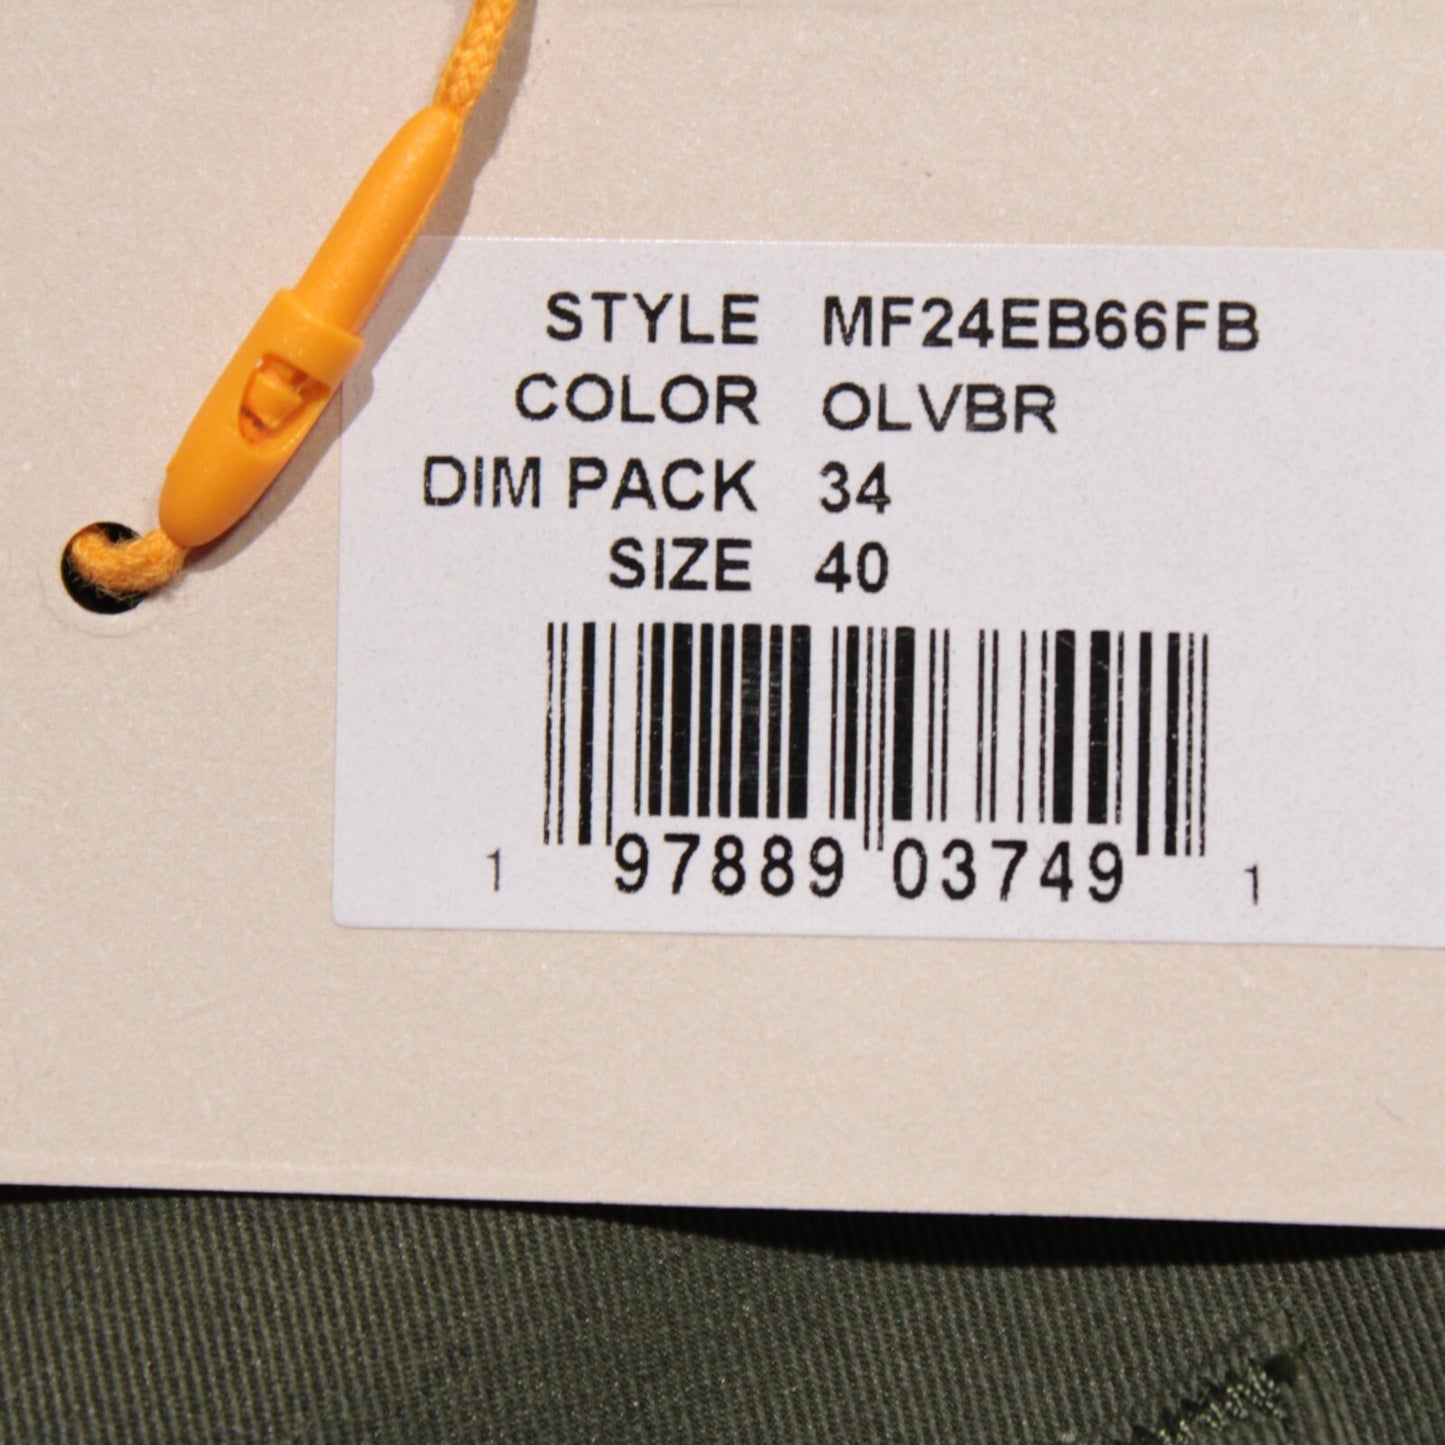 STYLE MF24EB66FB
COLOR OLVBR
DIM PACK 34
SIZE 40
1 97889 03749 1